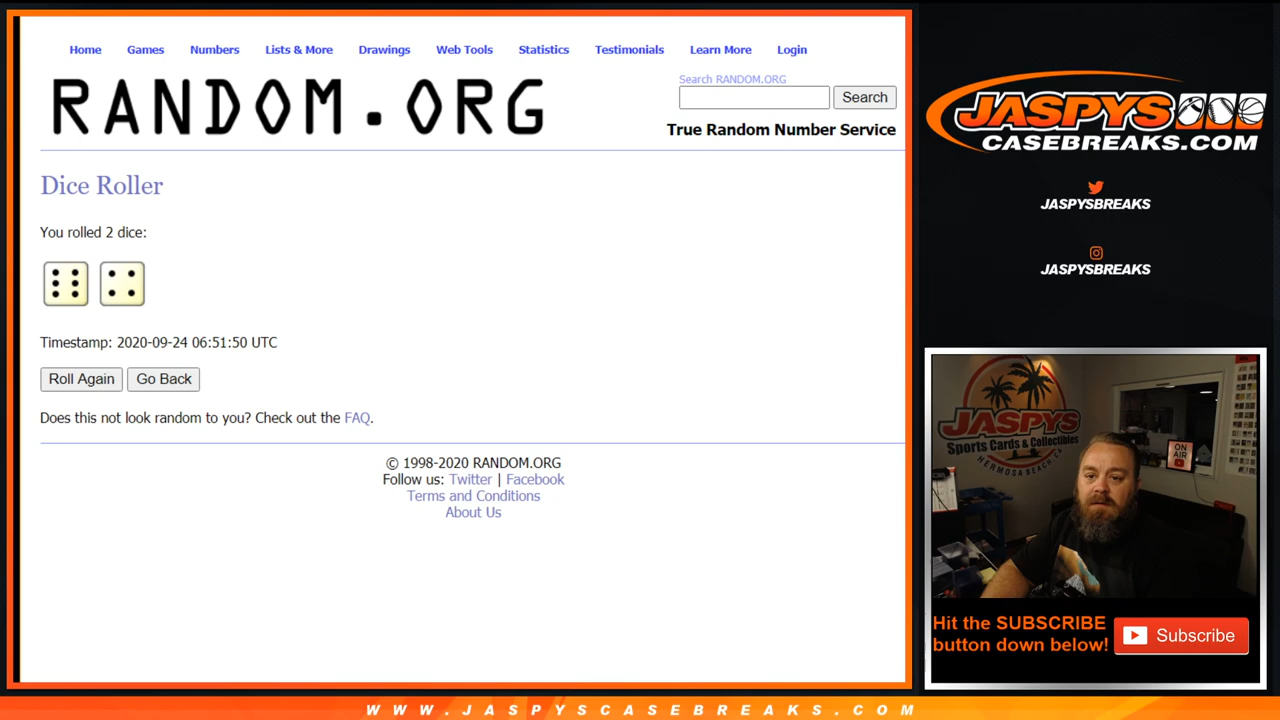 Home Games Numbers Lists & More Drawings Web Tools Statistics Testimonials Learn More Login
RANDOM.ORG
Search RANDOM.ORG
Search
True Random Number Service
Dice Roller
You rolled 2 dice:
Timestamp: 2020-09-24 06:51:50 UTC
Roll Again Go Back
Does this not look random to you? Check out the FAQ.
© 1998-2020 RANDOM.ORG
Follow us: Twitter | Facebook
Terms and Conditions
About Us
JASPYS
CASEBREAKS.COM
JASPYSBREAKS
JASPYSBREAKS
JASPYS
Sports Cards & Collectibles
HERMOSA BEACH, CA
ON
AIR
Hit the SUBSCRIBE
button down below!
Subscribe
WWW.JASPYSCASEBREAKS.COM